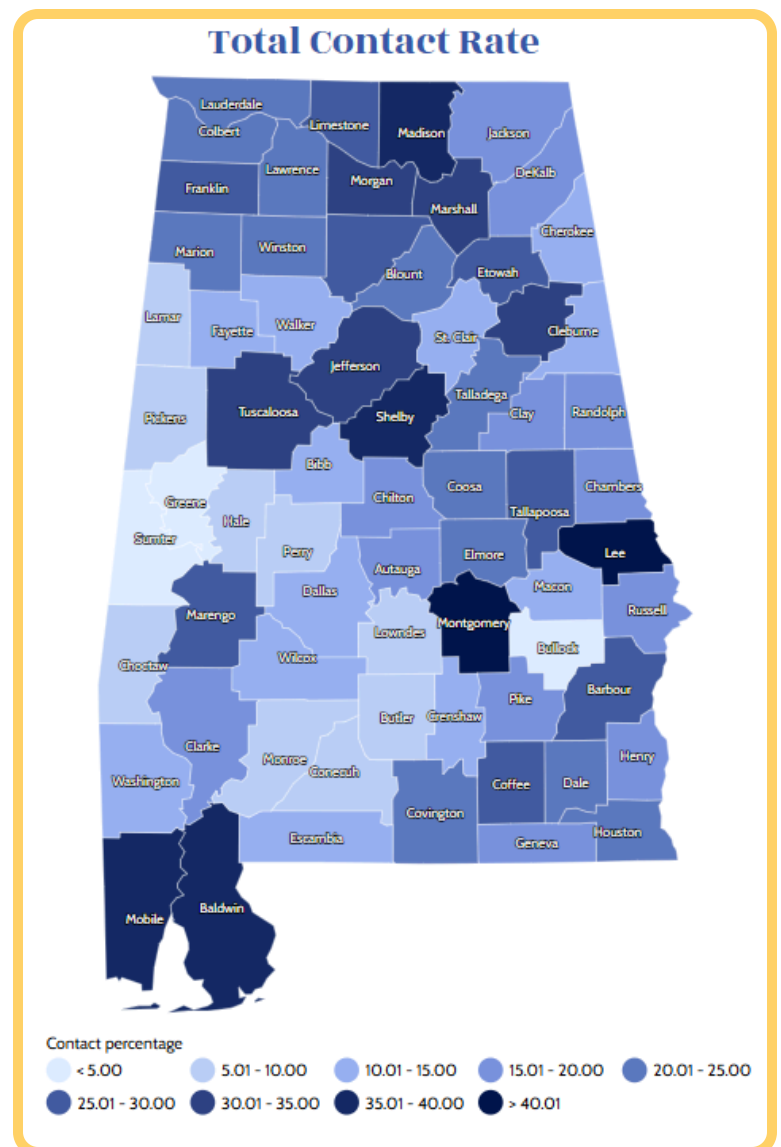 Total Contact Rate
Lauderdale
Limestone
Madison
Jackson
Colbert
Lawrence
DeKalb
Franklin
Morgan
Marshall
Cherokee
Marion
Winston
Blount
Etowah
Lamar
Fayette
Walker
St. Clair
Cleburne
Jefferson
Talladega
Pickens
Tuscaloosa
Shelby
Clay
Randolph
Bibb
Chilton
Coosa
Chambers
Greene
Hale
Tallapoosa
Sumter
Perry
Elmore
Lee
Autauga
Dallas
Macon
Marengo
Montgomery
Russell
Lowndes
Bullock
Choctaw
Wilcox
Barbour
Pike
Butler
Crenshaw
Clarke
Monroe
Conecuh
Henry
Washington
Coffee
Dale
Covington
Escambia
Geneva
Houston
Mobile
Baldwin
Contact percentage
< 5.00 5.01 - 10.00 10.01 - 15.00 15.01 - 20.00 20.01 - 25.00
25.01 - 30.00 30.01 - 35.00 35.01 - 40.00 > 40.01